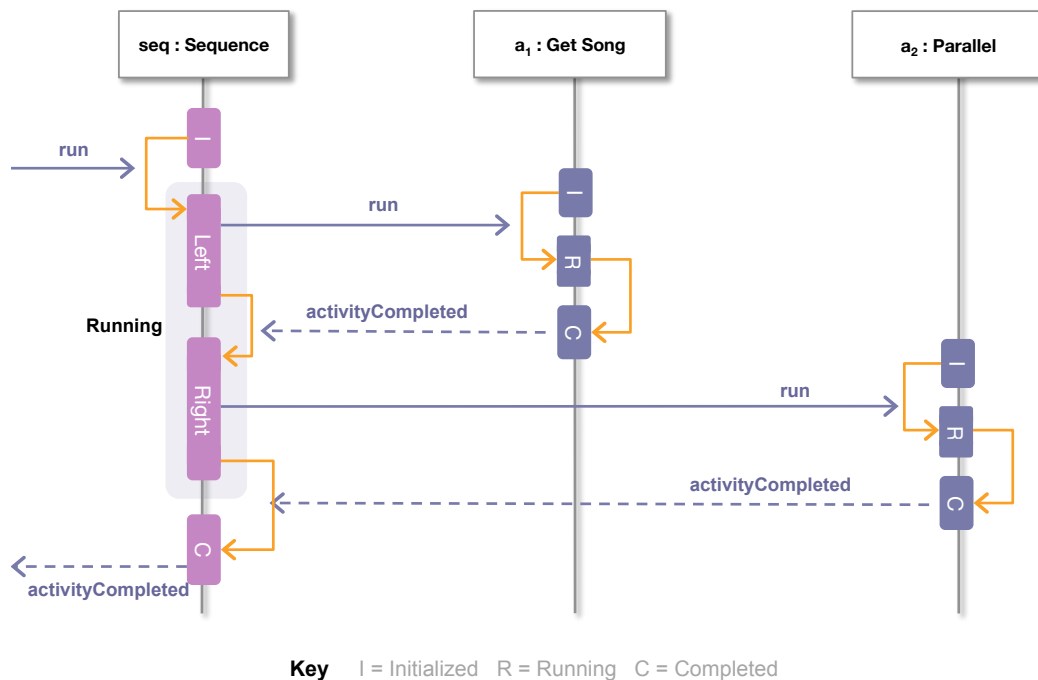 seq : Sequence
a1 : Get Song
a2 : Parallel
I
run
I
run
Left
R
activityCompleted
C
Running
I
Right
run
R
activityCompleted
C
C
activityCompleted
Key I = Initialized R = Running C = Completed